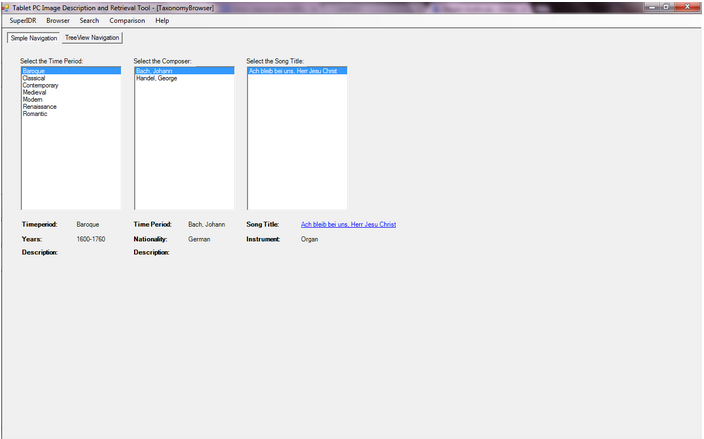 Tablet PC Image Description and Retrieval Tool - [TaxonomyBrowser]
SuperIDR Browser Search Comparison Help
Simple Navigation TreeView Navigation
Select the Time Period: Select the Composer: Select the Song Title:
Baroque Bach, Johann Ach bleib bei uns, Herr Jesu Christ
Classical Handel, George
Contemporary
Medieval
Modern
Renaissance
Romantic
Timeperiod: Baroque Time Period: Bach, Johann Song Title: Ach bleib bei uns, Herr Jesu Christ
Years: 1600-1760 Nationality: German Instrument: Organ
Description: Description: